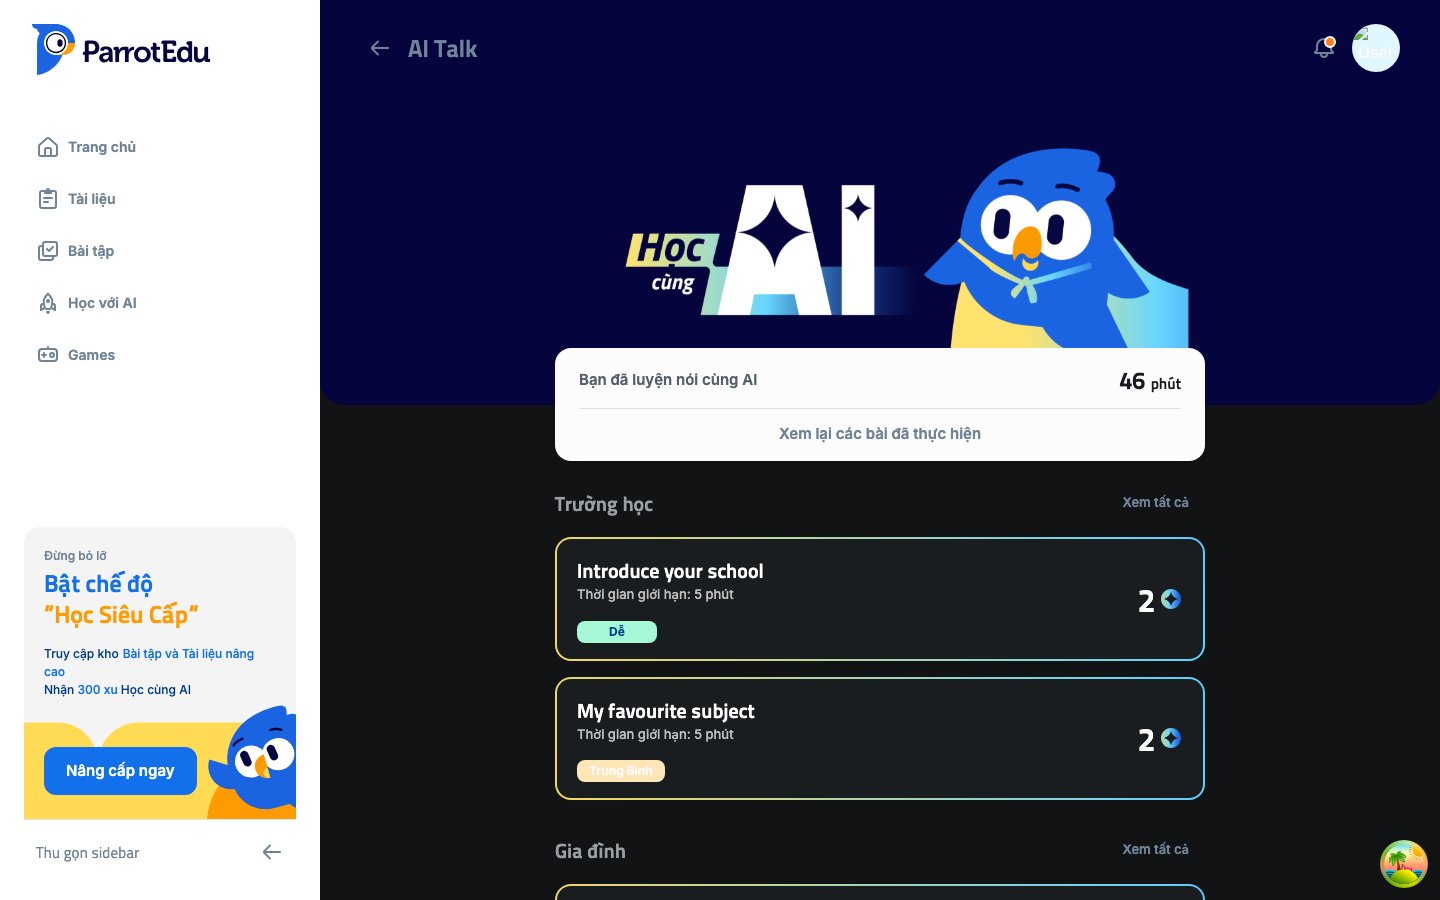 ParrotEdu
Trang chủ
Tài liệu
Bài tập
Học với AI
Games
Đừng bỏ lỡ
Bật chế độ
“Học Siêu Cấp”
Truy cập kho Bài tập và Tài liệu nâng
cao
Nhận 300 xu Học cùng AI
Nâng cấp ngay
Thu gọn sidebar
AI Talk
User
Học
cùng
Ai
Bạn đã luyện nói cùng AI
46 phút
Xem lại các bài đã thực hiện
Trường học
Xem tất cả
Introduce your school
Thời gian giới hạn: 5 phút
Dễ
2
My favourite subject
Thời gian giới hạn: 5 phút
Trung Bình
2
Gia đình
Xem tất cả